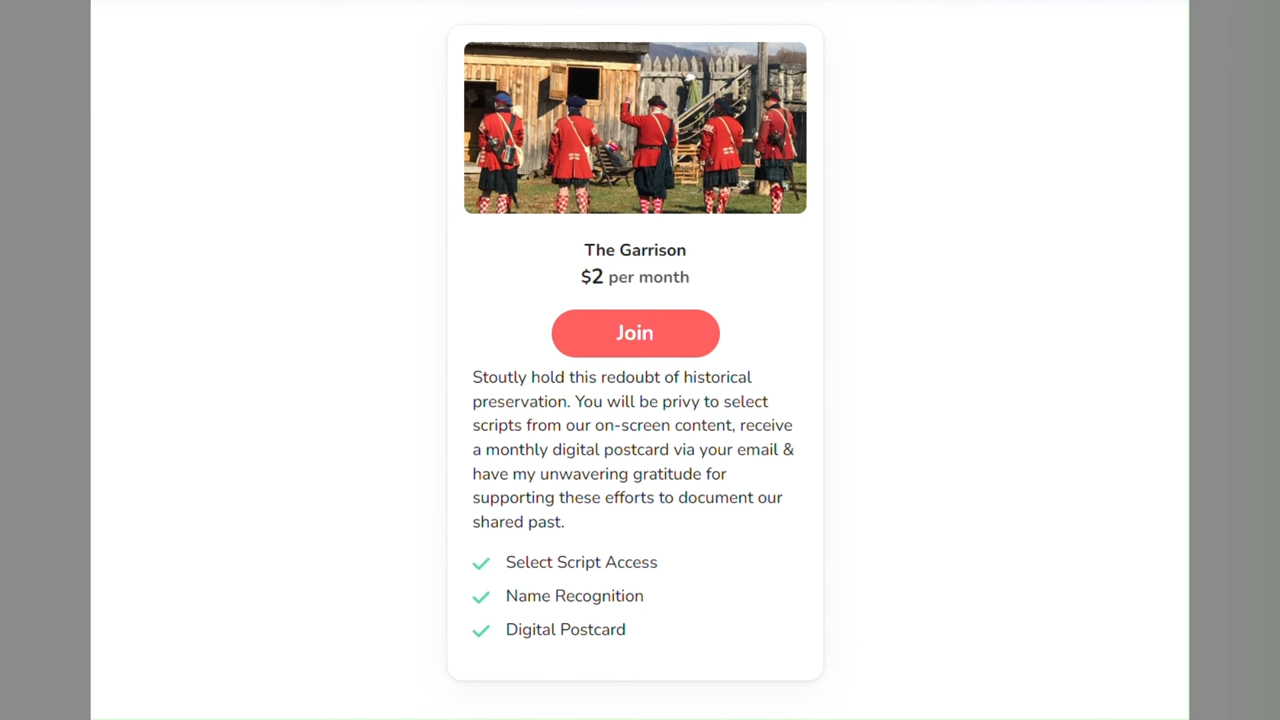 The Garrison
$2 per month
Join
Stoutly hold this redoubt of historical
preservation. You will be privy to select
scripts from our on-screen content, receive
a monthly digital postcard via your email &
have my unwavering gratitude for
supporting these efforts to document our
shared past.
Select Script Access
Name Recognition
Digital Postcard